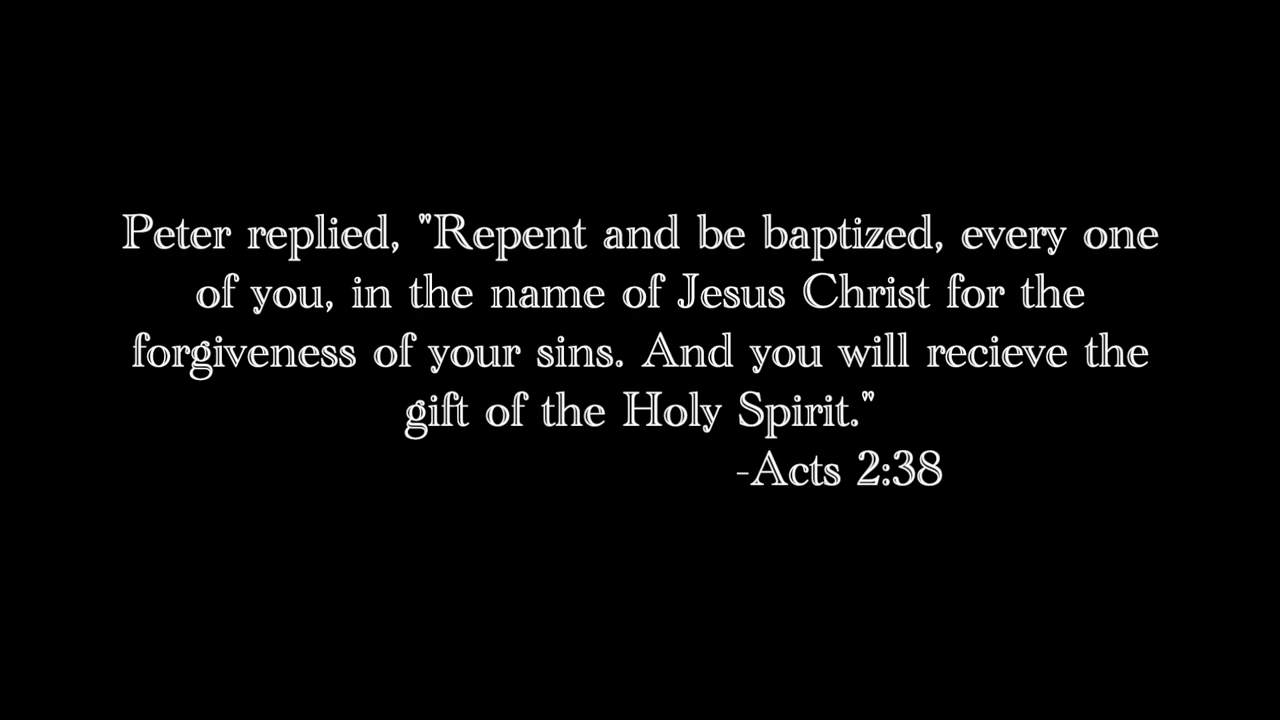 Peter replied, "Repent and be baptized, every one
of you, in the name of Jesus Christ for the
forgiveness of your sins. And you will recieve the
gift of the Holy Spirit."
-Acts 2:38